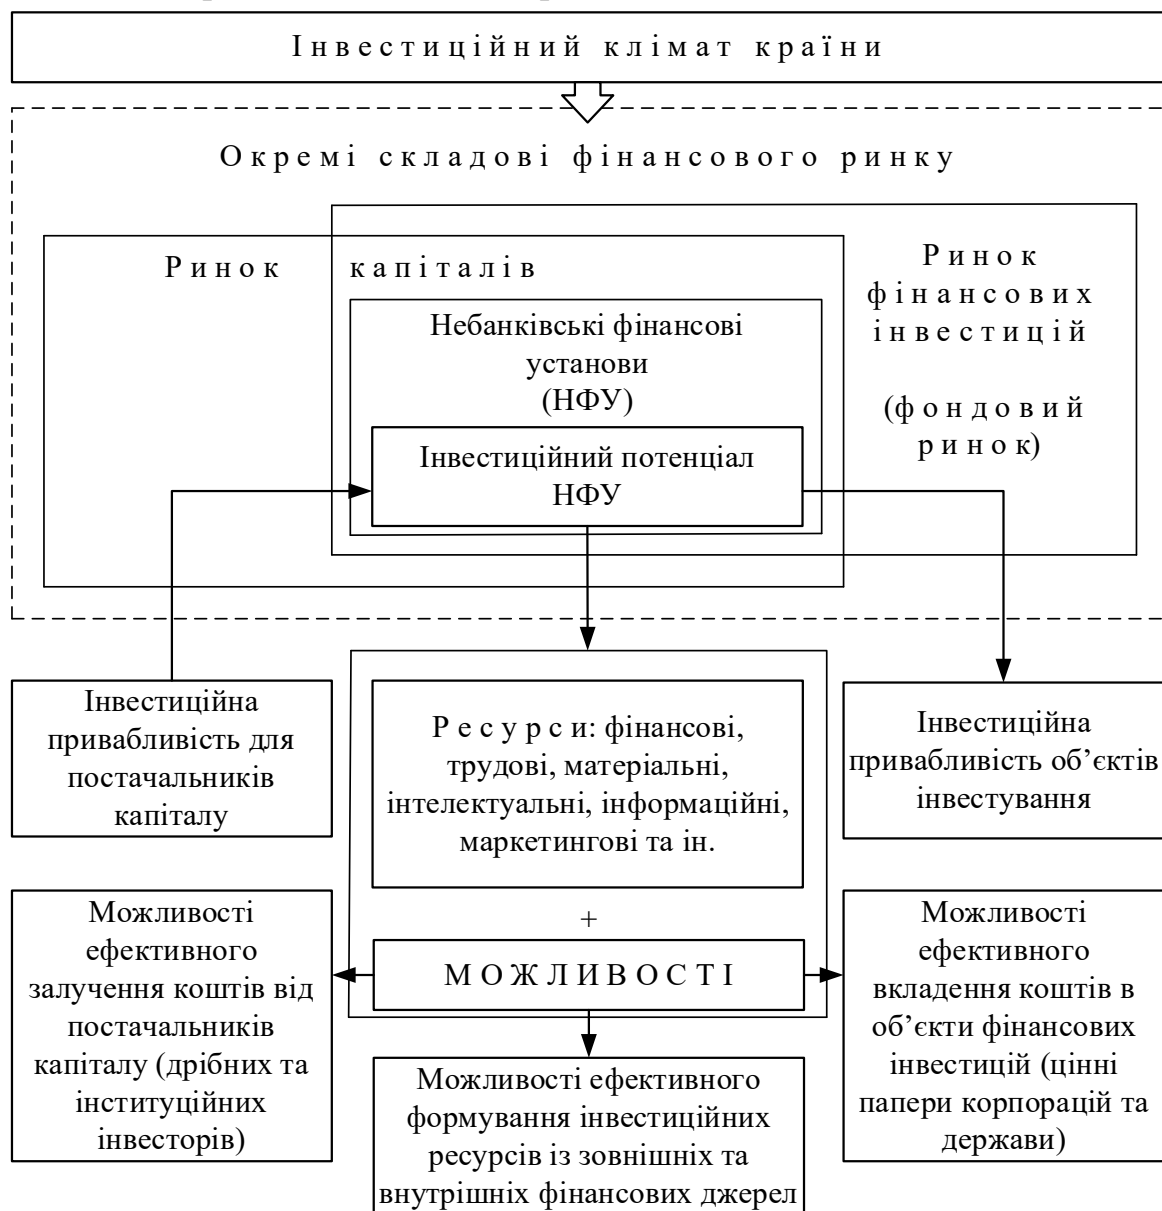 Інвестиційний клімат країни
Окремі складові фінансового ринку
Ринок капіталів
Ринок
фінансових
інвестицій
(фондовий
ринок)
Небанківські фінансові
установи
(НФУ)
Інвестиційний потенціал
НФУ
Інвестиційна
привабливість для
постачальників
капіталу
Ресурси: фінансові,
трудові, матеріальні,
інтелектуальні, інформаційні,
маркетингові та ін.
Інвестиційна
привабливість об’єктів
інвестування
+
МОЖЛИВОСТІ
Можливості
ефективного
залучення коштів від
постачальників
капіталу (дрібних та
інституційних
інвесторів)
Можливості ефективного
формування інвестиційних
ресурсів із зовнішніх та
внутрішніх фінансових джерел
Можливості
ефективного
вкладення коштів в
об’єкти фінансових
інвестицій (цінні
папери корпорацій та
держави)